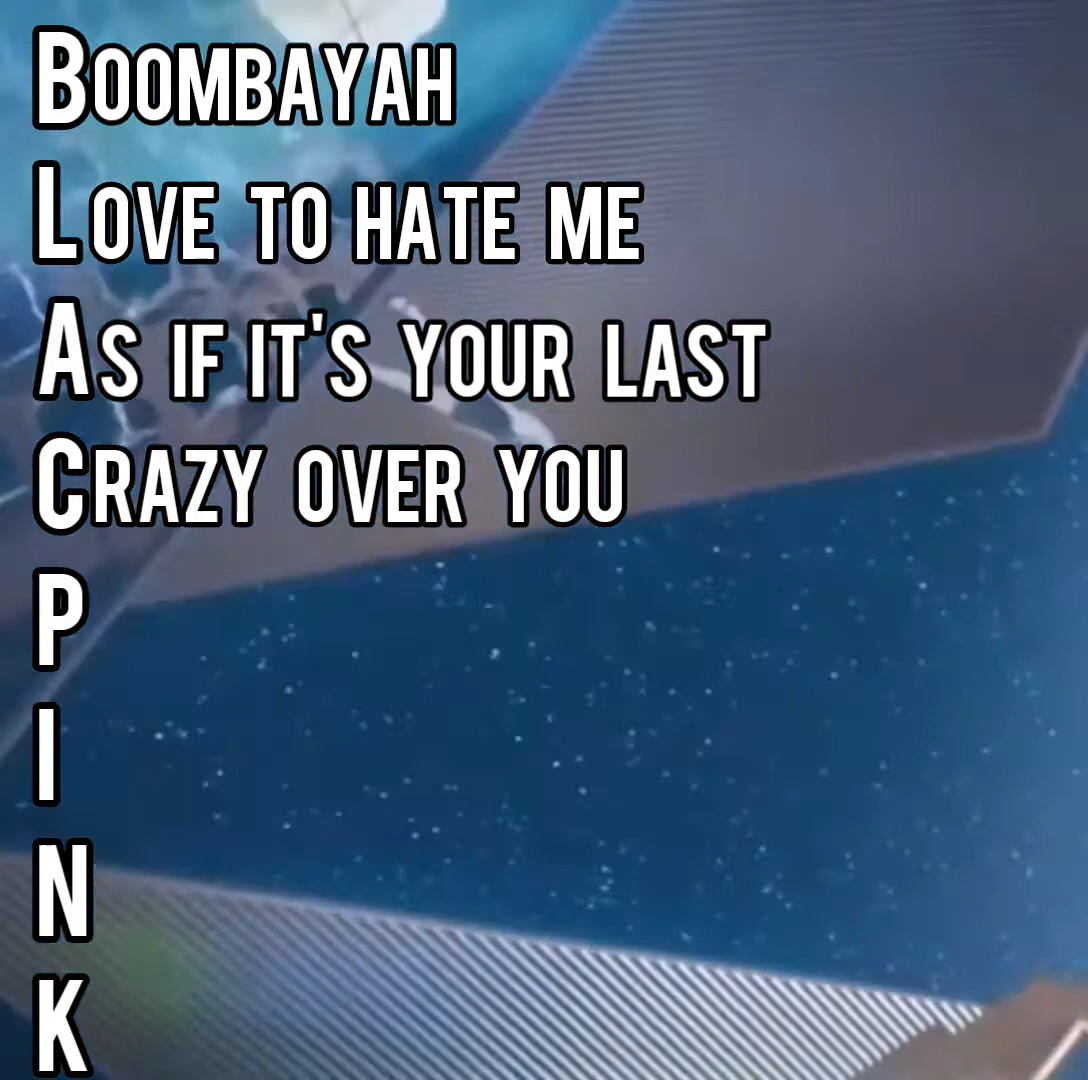 Boombayah
Love to hate me
As if it's your last
Crazy over you
P
I
N
K